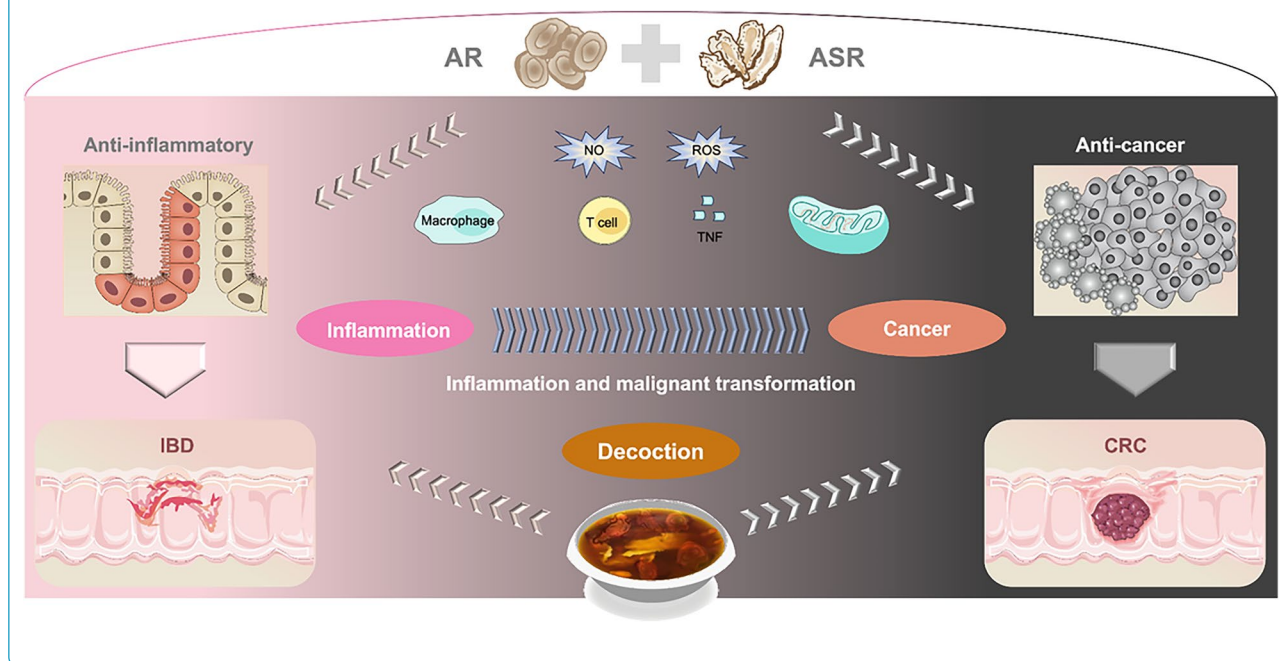 AR
ASR
Anti-inflammatory
NO
ROS
Anti-cancer
Macrophage
T cell
TNF
Inflammation
Cancer
Inflammation and malignant transformation
IBD
Decoction
CRC